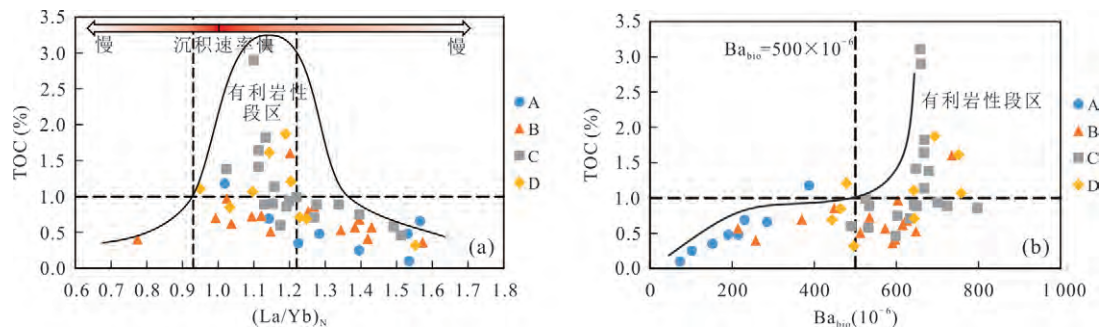 慢 沉积速率快 慢
有利岩性
段区
TOC (%)
3.5
3.0
2.5
2.0
1.5
1.0
0.5
0.0
0.6 0.7 0.8 0.9 1.0 1.1 1.2 1.3 1.4 1.5 1.6 1.7 1.8
(La/Yb)N
(a)
A
B
C
D
Babio=500×10-6
有利岩性段区
TOC (%)
3.5
3.0
2.5
2.0
1.5
1.0
0.5
0.0
0 200 400 600 800 1 000
Babio(10-6)
(b)
A
B
C
D